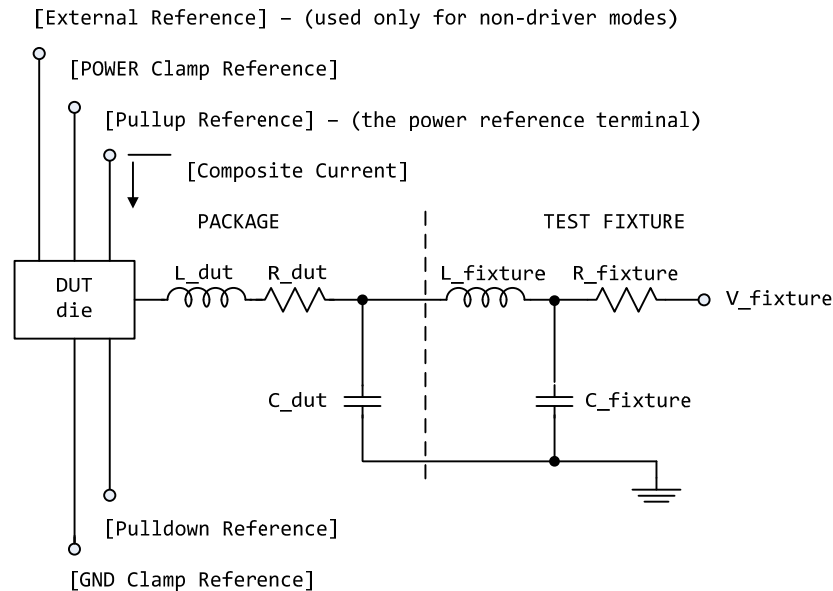 [External Reference] – (used only for non-driver modes)
[POWER Clamp Reference]
[Pullup Reference] – (the power reference terminal)
[Composite Current]
PACKAGE
TEST FIXTURE
DUT
die
L_dut
R_dut
L_fixture
R_fixture
V_fixture
C_dut
C_fixture
[Pulldown Reference]
[GND Clamp Reference]